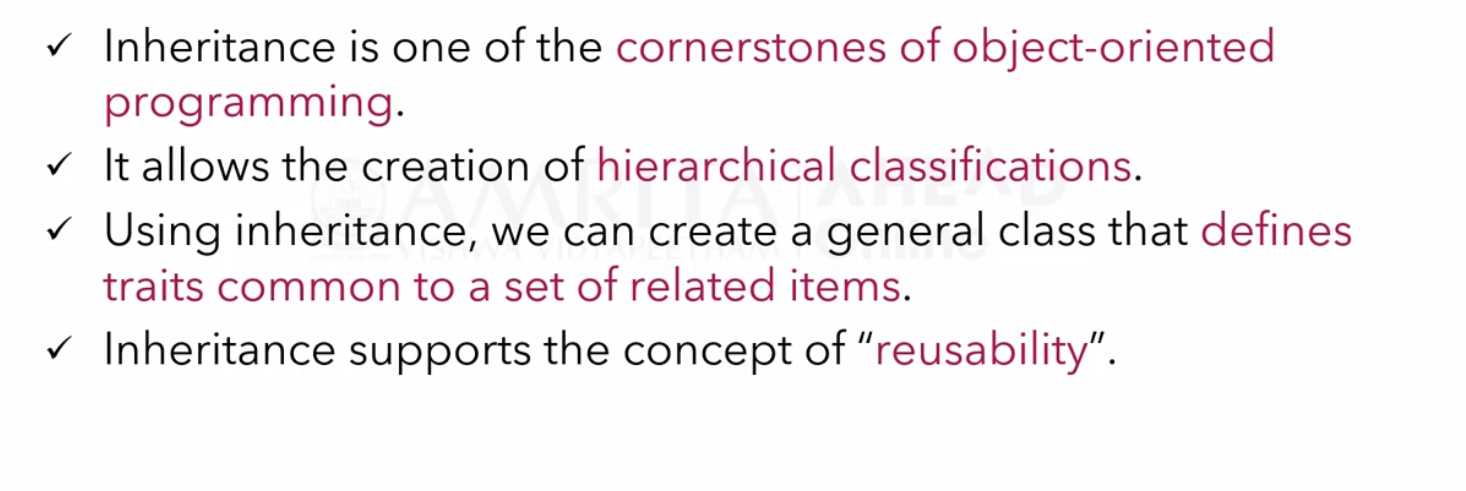 ✓ Inheritance is one of the cornerstones of object-oriented
programming.
✓ It allows the creation of hierarchical classifications.
✓ Using inheritance, we can create a general class that defines
traits common to a set of related items.
✓ Inheritance supports the concept of “reusability”.
AMRITA AHEAD
VISHWA VIDYAPEETHAM Online